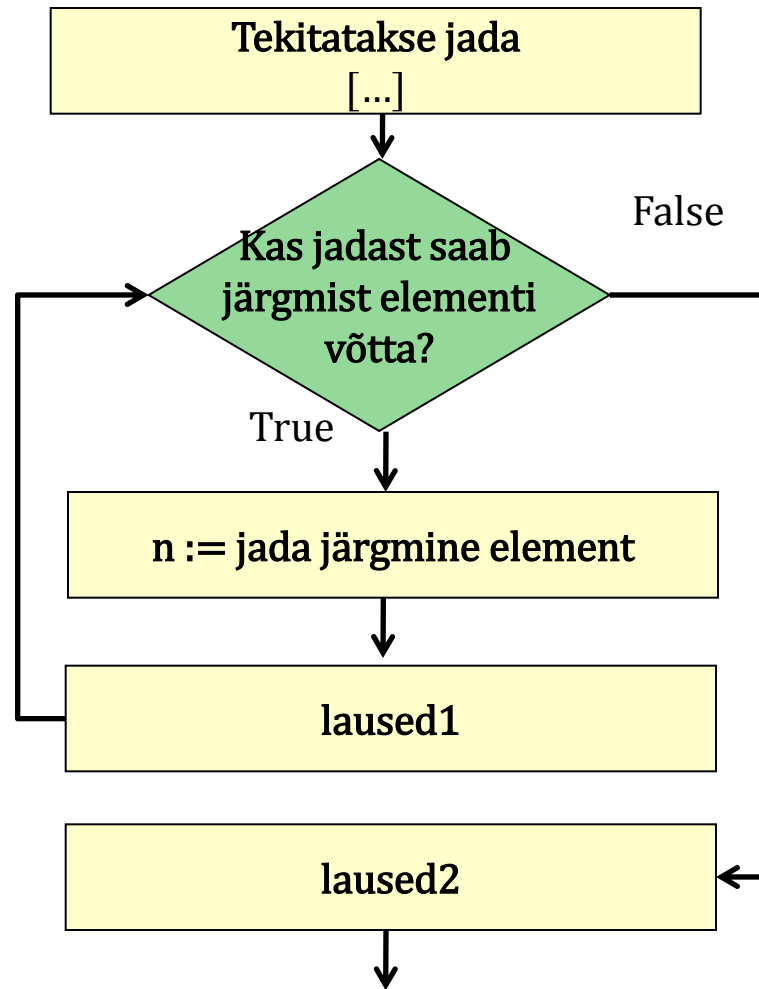 Tekitatakse jada
[...]
False
Kas jadast saab
järgmist elementi
võtta?
True
n := jada järgmine element
laused1
laused2